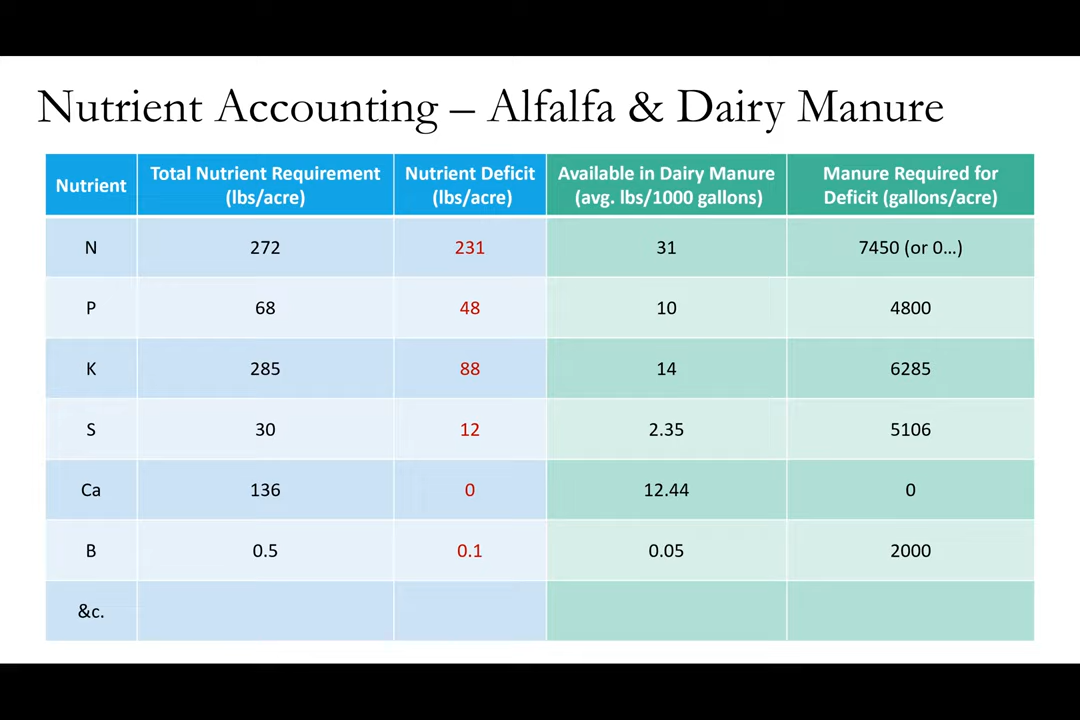 Nutrient Accounting – Alfalfa & Dairy Manure
Nutrient
Total Nutrient Requirement
(lbs/acre)
Nutrient Deficit
(lbs/acre)
Available in Dairy Manure
(avg. lbs/1000 gallons)
Manure Required for
Deficit (gallons/acre)
N 272 231 31 7450 (or 0...)
P 68 48 10 4800
K 285 88 14 6285
S 30 12 2.35 5106
Ca 136 0 12.44 0
B 0.5 0.1 0.05 2000
&c.